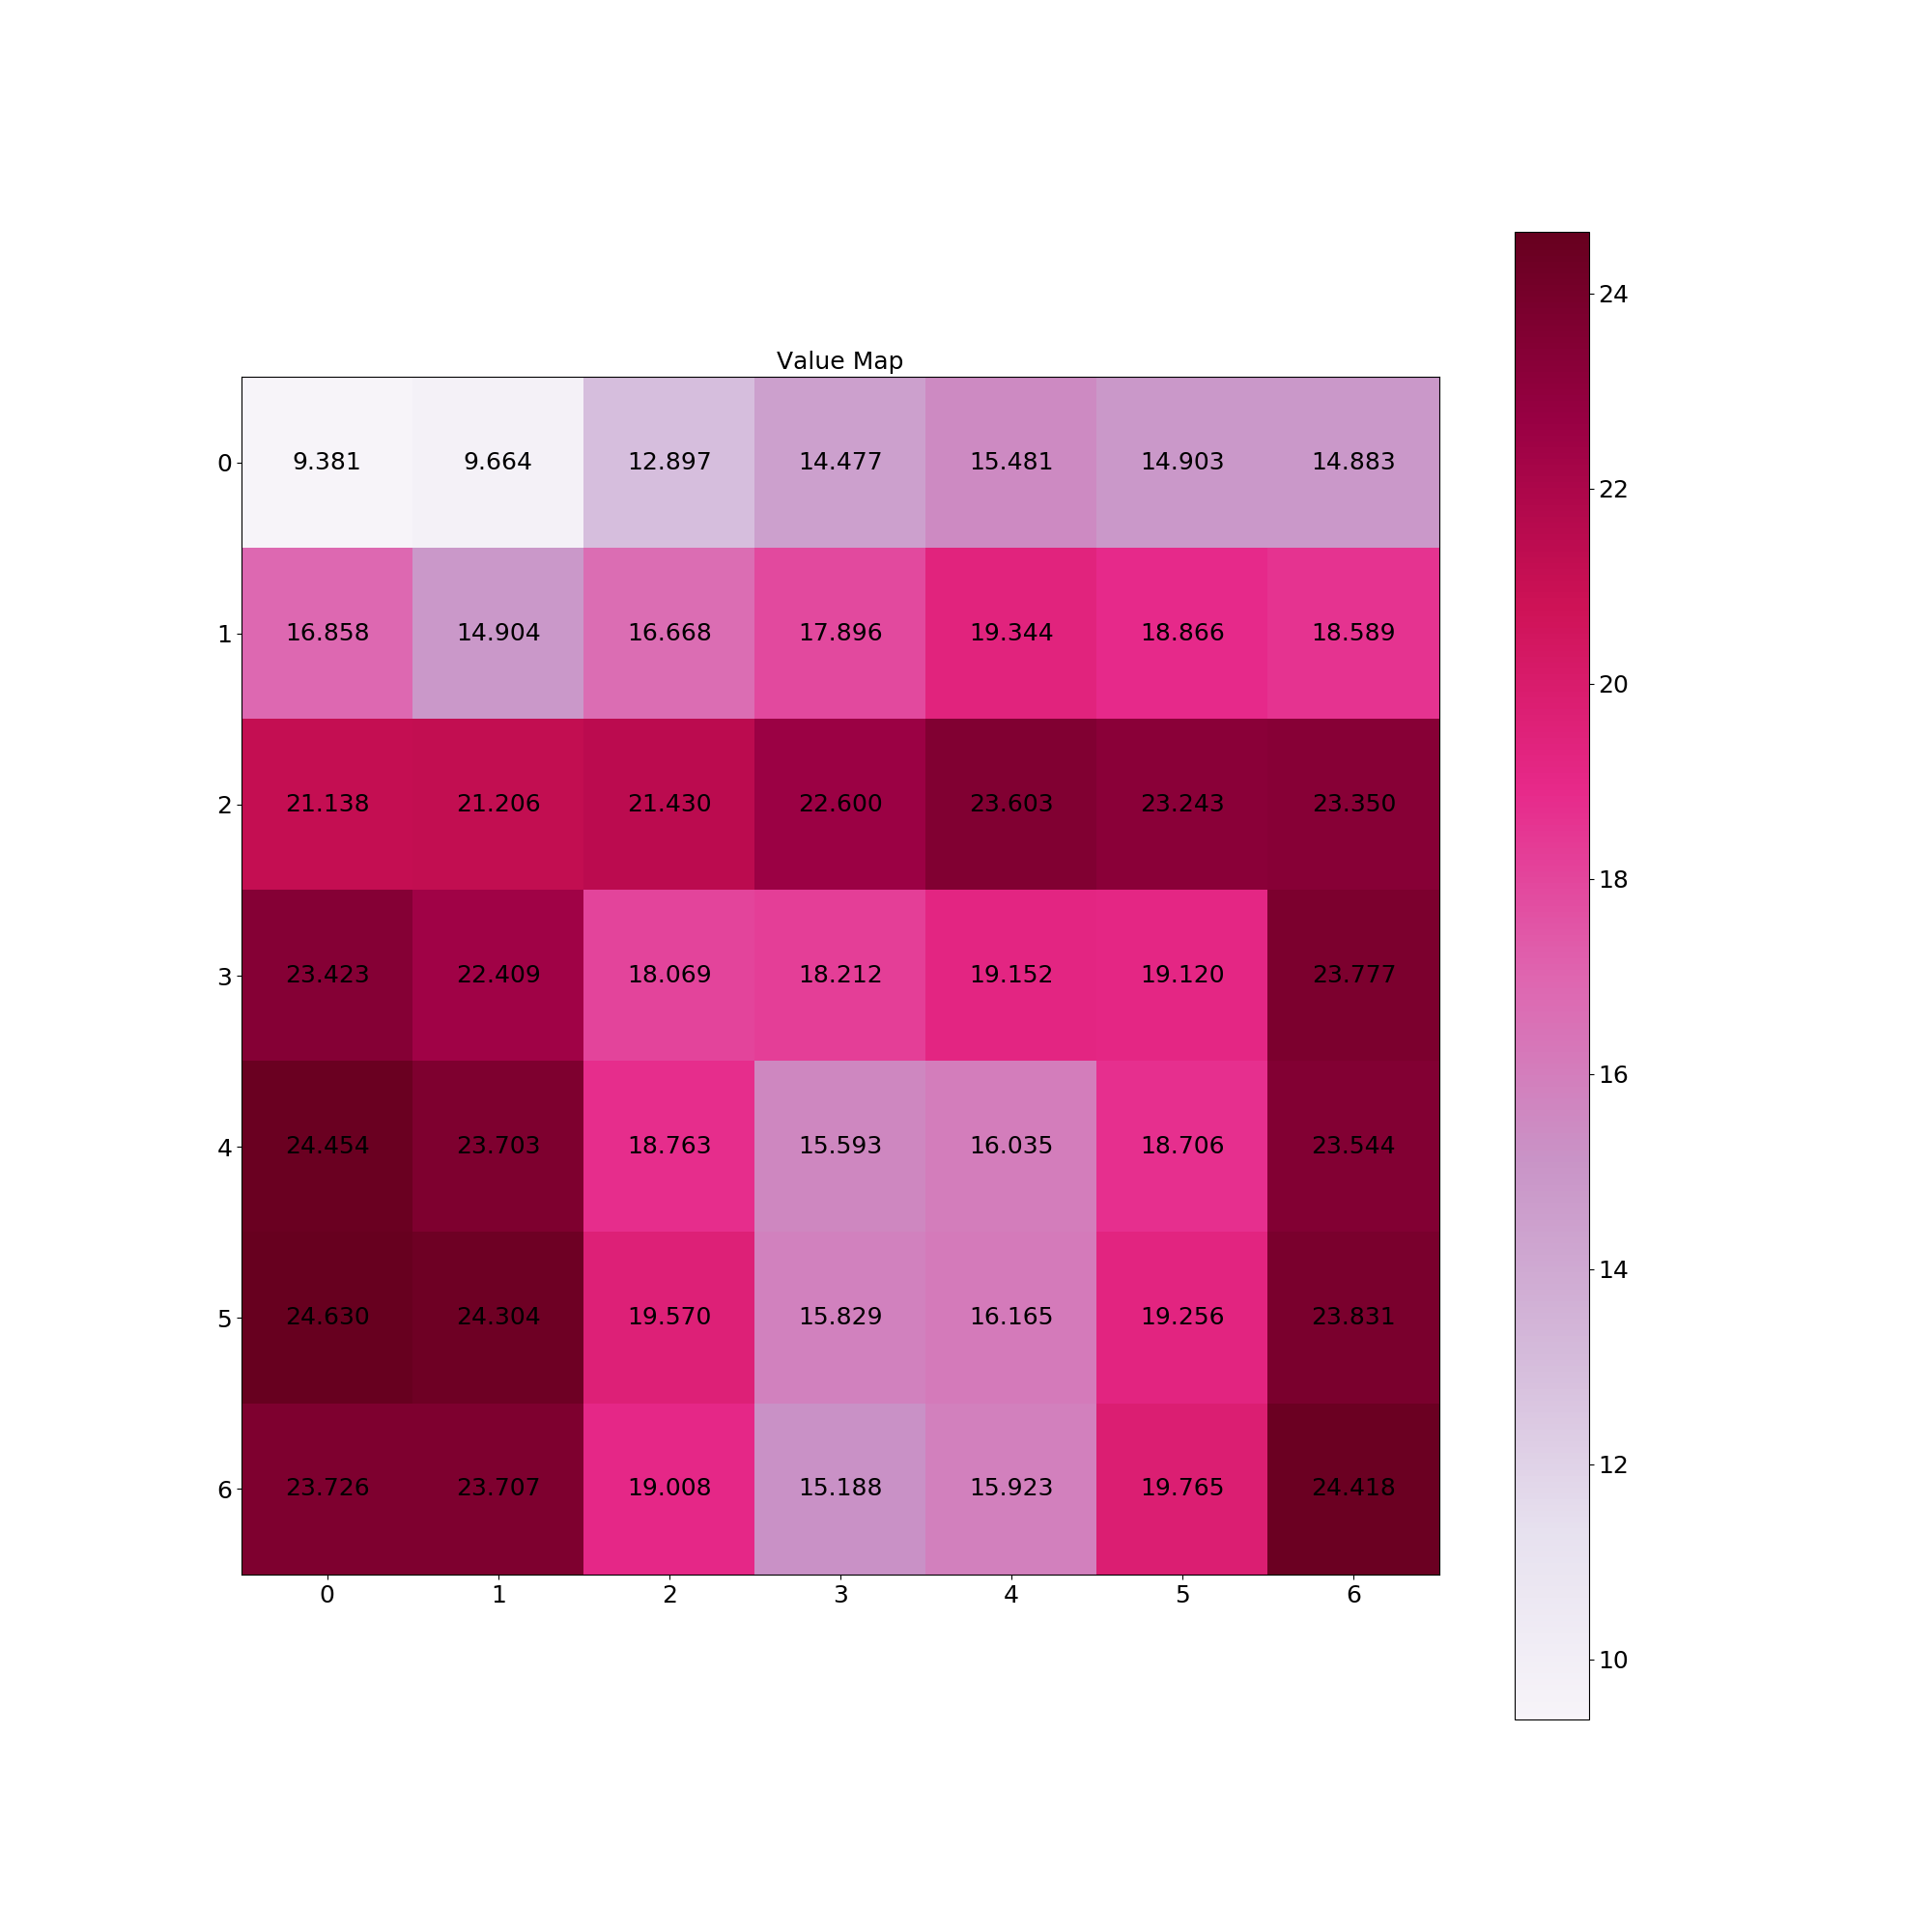 Value Map
0 9.381 9.664 12.897 14.477 15.481 14.903 14.883
1 16.858 14.904 16.668 17.896 19.344 18.866 18.589
2 21.138 21.206 21.430 22.600 23.603 23.243 23.350
3 23.423 22.409 18.069 18.212 19.152 19.120 23.777
4 24.454 23.703 18.763 15.593 16.035 18.706 23.544
5 24.630 24.304 19.570 15.829 16.165 19.256 23.831
6 23.726 23.707 19.008 15.188 15.923 19.765 24.418
0 1 2 3 4 5 6
24
22
20
18
16
14
12
10